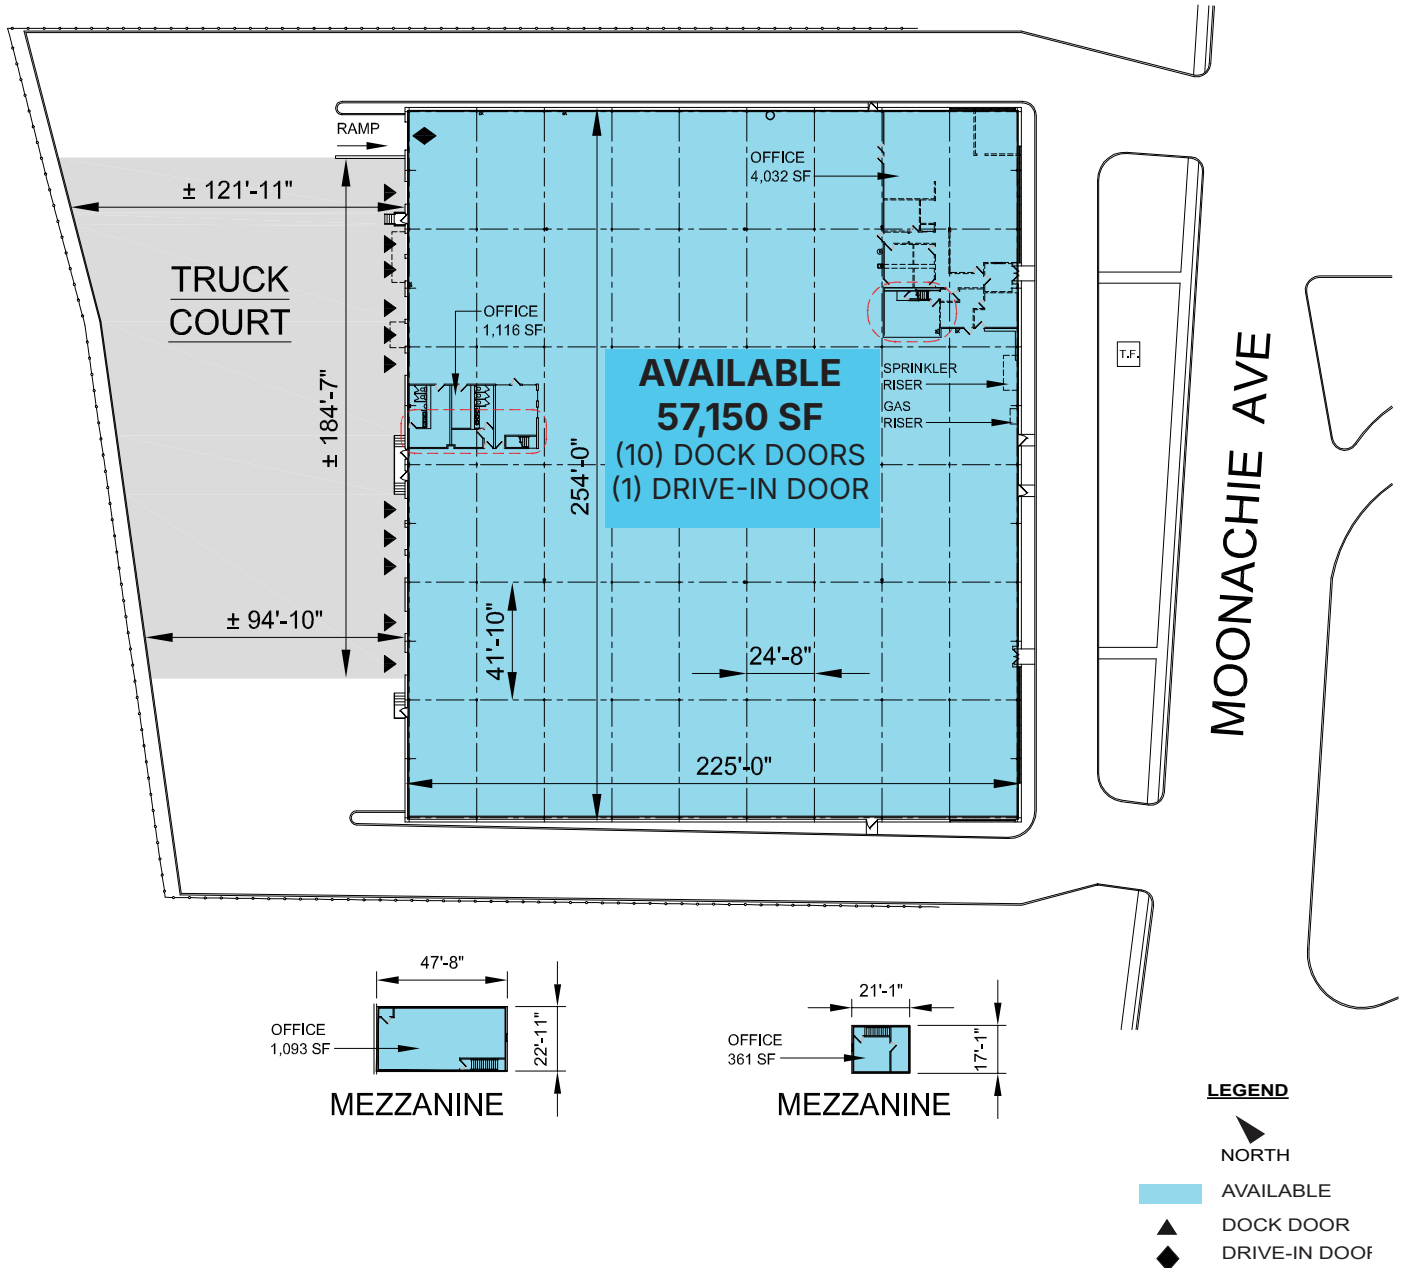 RAMP
± 121'-11"
TRUCK
COURT
± 184'-7"
± 94'-10"
OFFICE
4,032 SF
OFFICE
1,116 SF
AVAILABLE
57,150 SF
(10) DOCK DOORS
(1) DRIVE-IN DOOR
254'-0"
SPRINKLER
RISER
GAS
RISER
41'-10"
24'-8"
225'-0"
T.F.
MOONACHIE AVE
47'-8"
22'-11"
OFFICE
1,093 SF
MEZZANINE
21'-1"
17'-1"
OFFICE
361 SF
MEZZANINE
LEGEND
NORTH
AVAILABLE
DOCK DOOR
DRIVE-IN DOOF